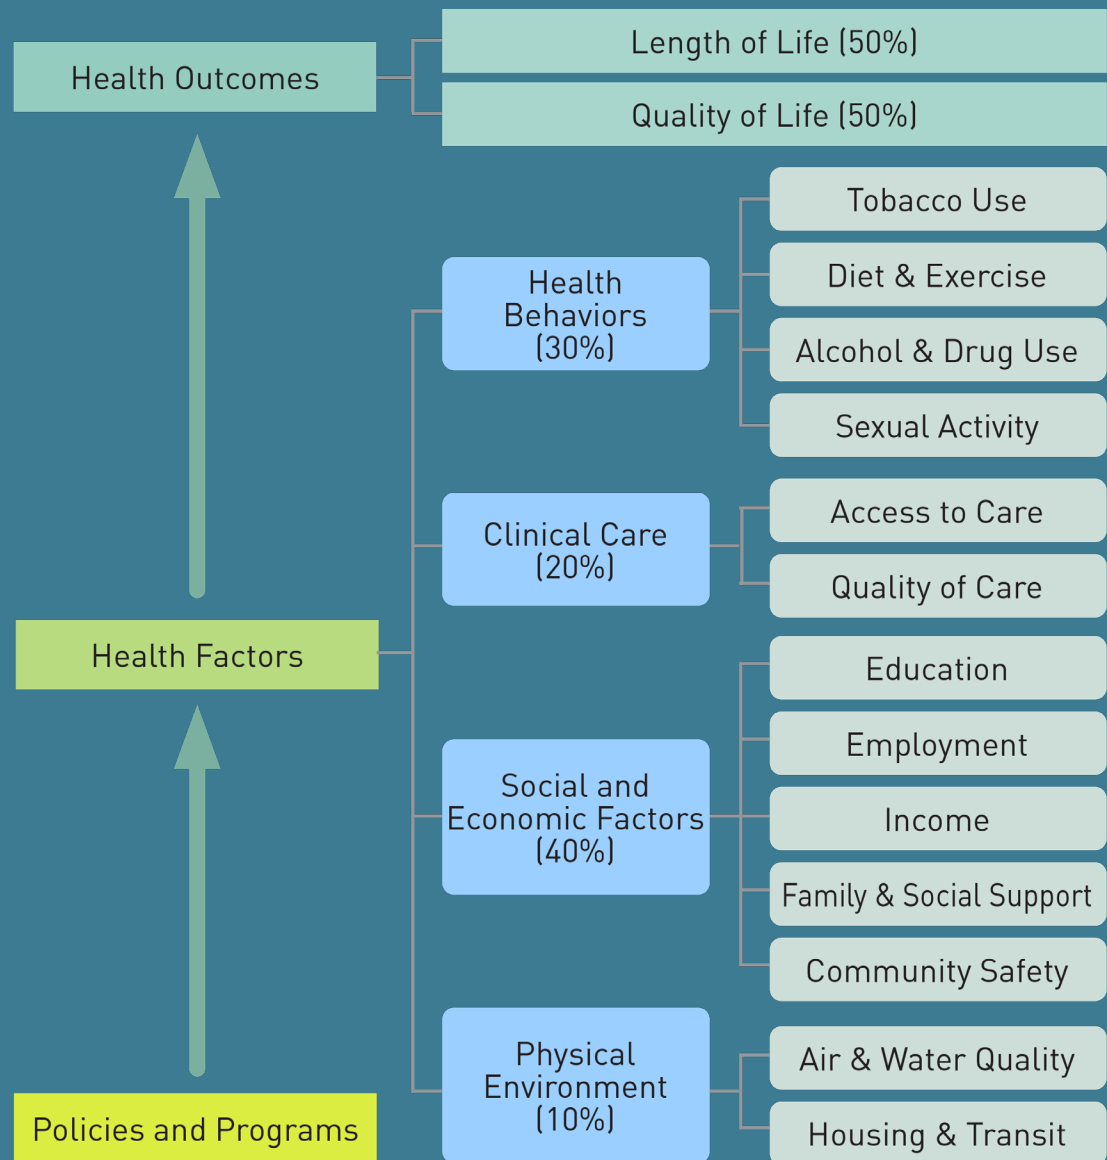 Health Outcomes
Length of Life (50%)
Quality of Life (50%)
Health Factors
Health
Behaviors
(30%)
Tobacco Use
Diet & Exercise
Alcohol & Drug Use
Sexual Activity
Clinical Care
(20%)
Access to Care
Quality of Care
Social and
Economic Factors
(40%)
Education
Employment
Income
Family & Social Support
Community Safety
Physical
Environment
(10%)
Air & Water Quality
Housing & Transit
Policies and Programs